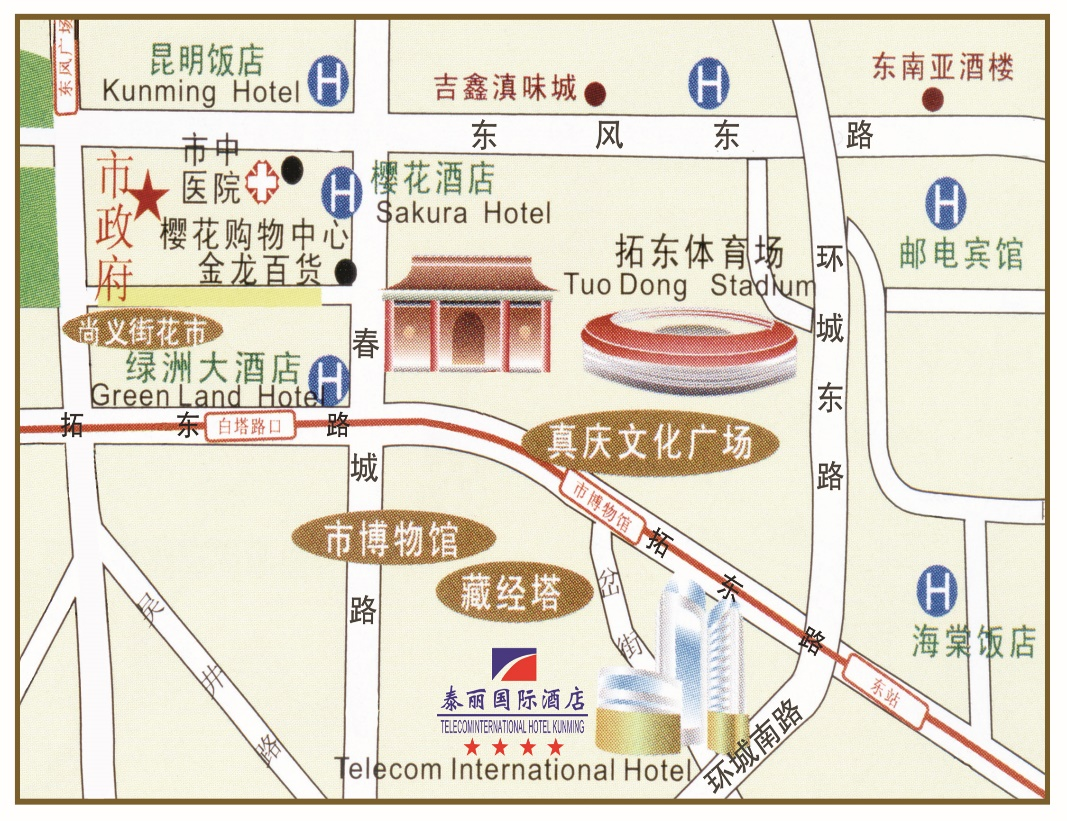 东风广场
昆明饭店
Kunming Hotel
吉鑫滇味城
东南亚酒楼
东风东路
市中
医院
市政府
樱花酒店
Sakura Hotel
樱花购物中心
金龙百货
拓东体育场
Tuo Dong Stadium
邮电宾馆
尚义街花市
绿洲大酒店
Green Land Hotel
春城路
环城东路
拓东路
白塔路口
真庆文化广场
市博物馆
市博物馆
藏经塔
拓东路
岔街
吴井路
海棠饭店
东站
泰丽国际酒店
TELECOM INTERNATIONAL HOTEL KUNMING
Telecom International Hotel
环城南路
H
H
H
H
H
H